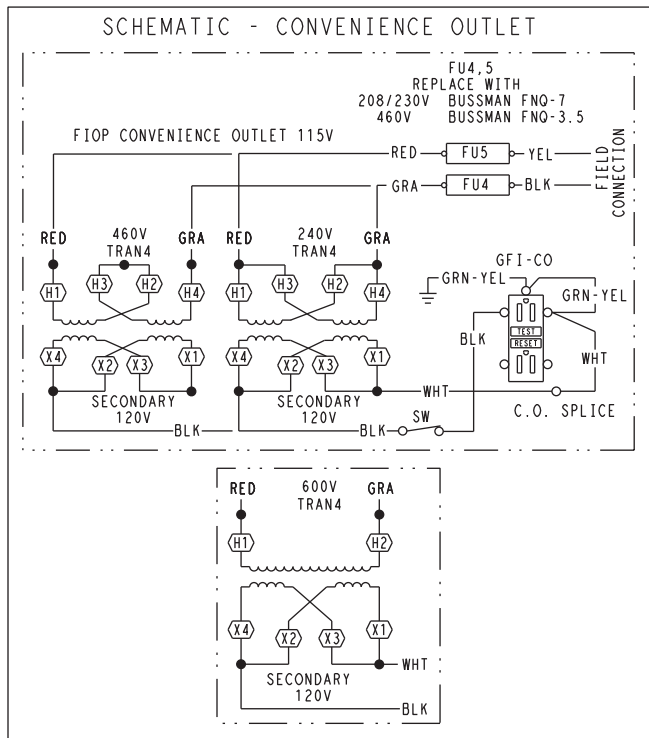 SCHEMATIC - CONVENIENCE OUTLET
FU4,5
REPLACE WITH
208/230V BUSSMAN FNQ-7
460V BUSSMAN FNQ-3.5
FIOP CONVENIENCE OUTLET 115V
RED FU5 YEL
GRA FU4 BLK
FIELD
CONNECTION
RED 460V GRA RED 240V GRA
TRAN4 TRAN4
H1 H3 H2 H4 H1 H3 H2 H4
GFI-CO
GRN-YEL
GRN-YEL
BLK
TEST
RESET
WHT
X4 X2 X3 X1 X4 X2 X3 X1
WHT
SECONDARY SECONDARY
120V 120V
C.O. SPLICE
BLK BLK SW
RED 600V GRA
TRAN4
H1 H2
X4 X2 X3 X1
WHT
SECONDARY
120V
BLK